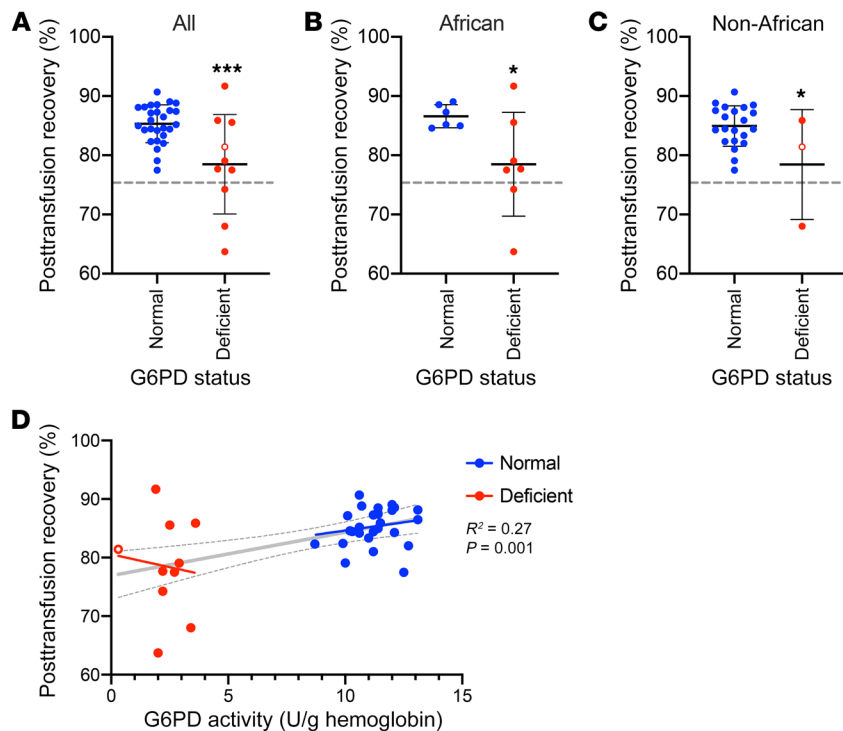 A
All
Posttransfusion recovery (%)
100
90
80
70
60
***
Normal
Deficient
G6PD status
B
African
Posttransfusion recovery (%)
100
90
80
70
60
*
Normal
Deficient
G6PD status
C
Non-African
Posttransfusion recovery (%)
100
90
80
70
60
*
Normal
Deficient
G6PD status
D
Posttransfusion recovery (%)
100
90
80
70
60
0
5
10
15
G6PD activity (U/g hemoglobin)
Normal
Deficient
R² = 0.27
P = 0.001